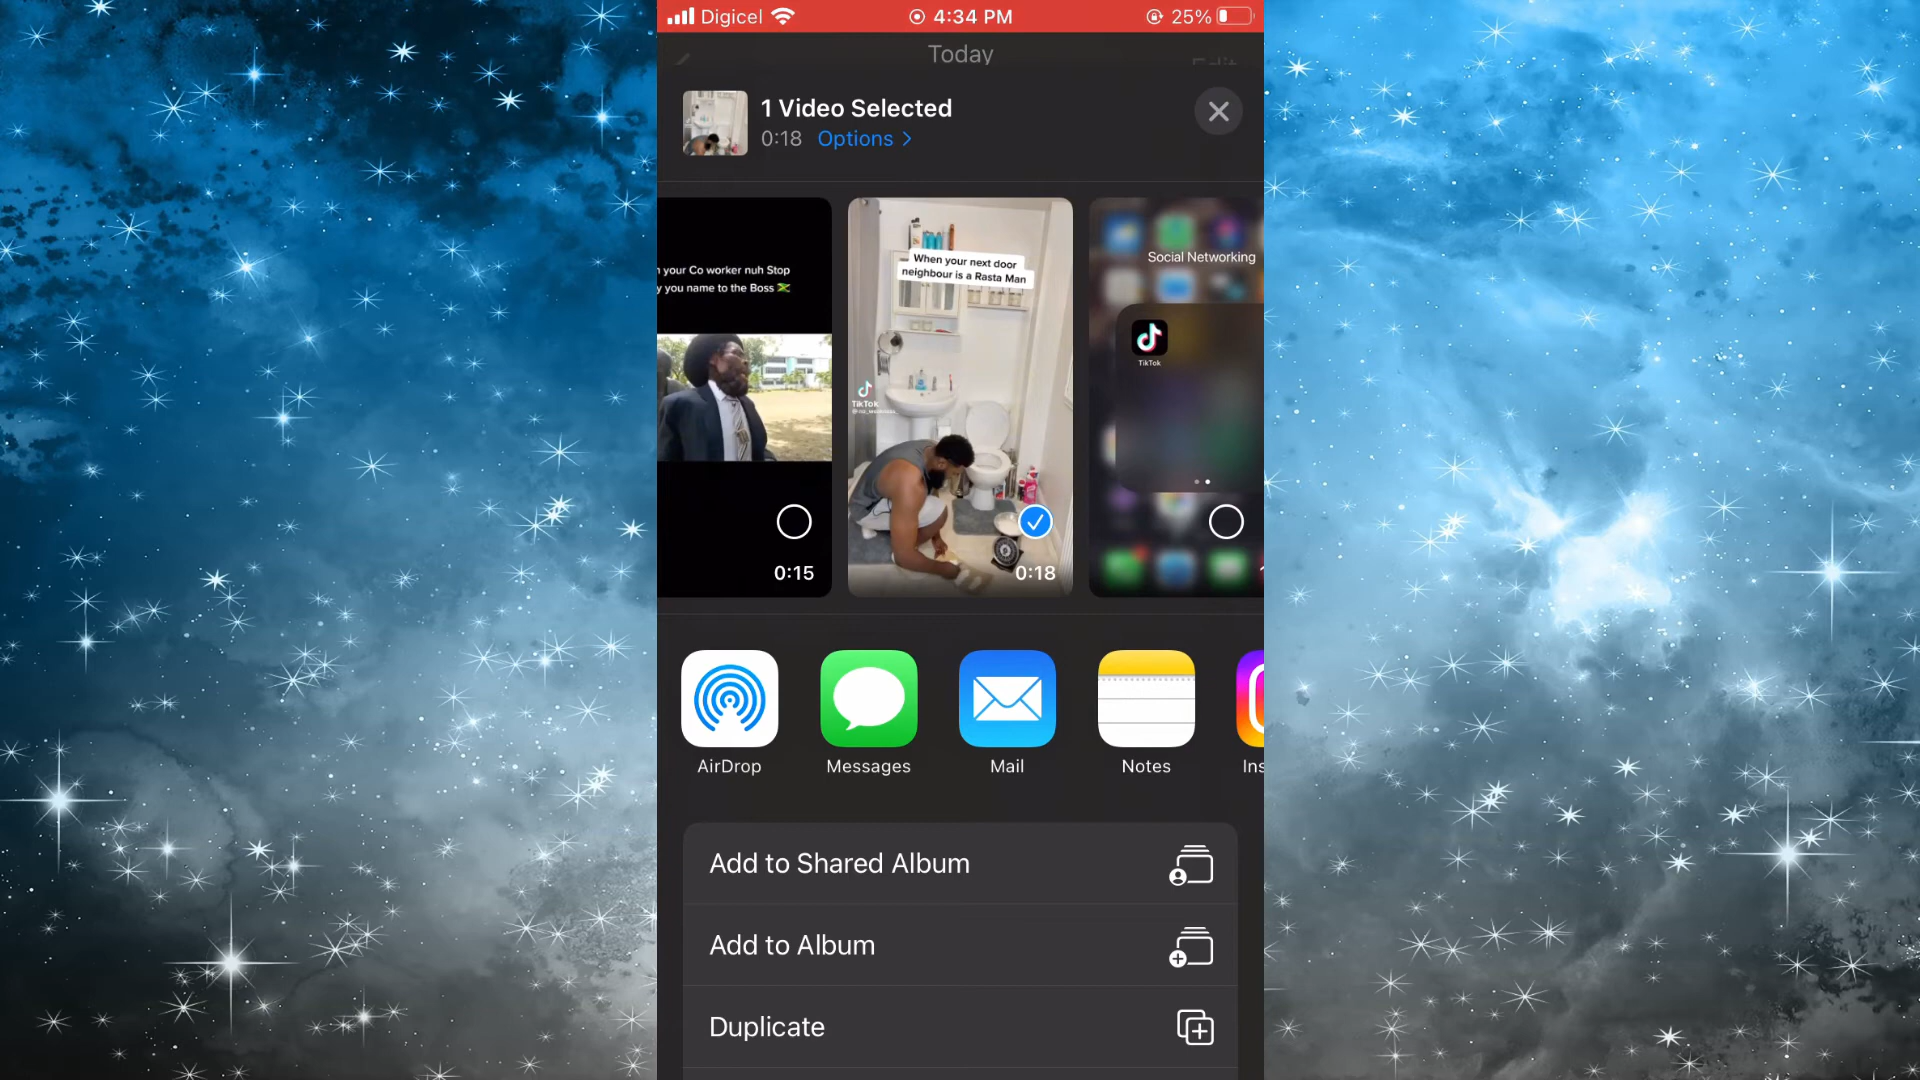 Digicel
4:34 PM
25%
Today
Edit
1 Video Selected
0:18 Options >
your Co worker nuh Stop
you name to the Boss
0:15
When your next door
neighbour is a Rasta Man
TikTok
0:18
Social Networking
TikTok
AirDrop
Messages
Mail
Notes
Ins
Add to Shared Album
Add to Album
Duplicate